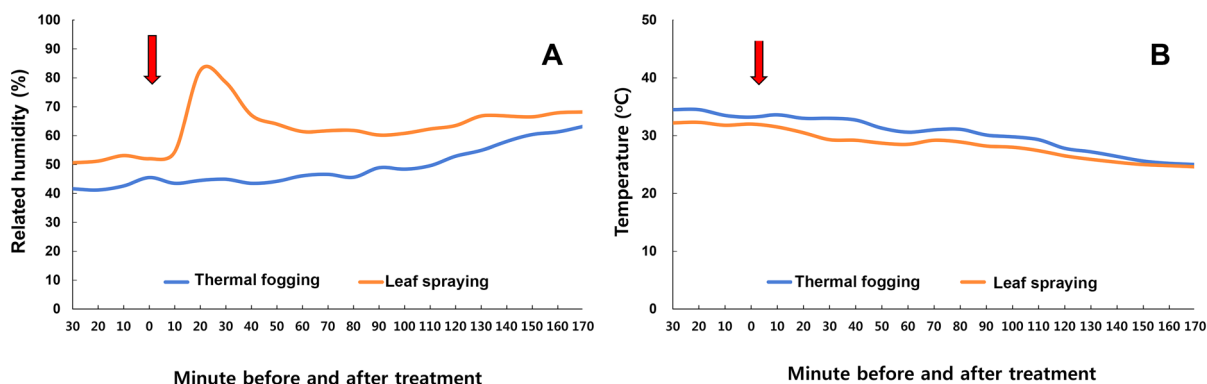 A
Related humidity (%)
100
90
80
70
60
50
40
30
20
10
0
Thermal fogging Leaf spraying
30 20 10 0 10 20 30 40 50 60 70 80 90 100 110 120 130 140 150 160 170
Minute before and after treatment
B
Temperature (℃)
50
40
30
20
10
0
Thermal fogging Leaf spraying
30 20 10 0 10 20 30 40 50 60 70 80 90 100 110 120 130 140 150 160 170
Minute before and after treatment